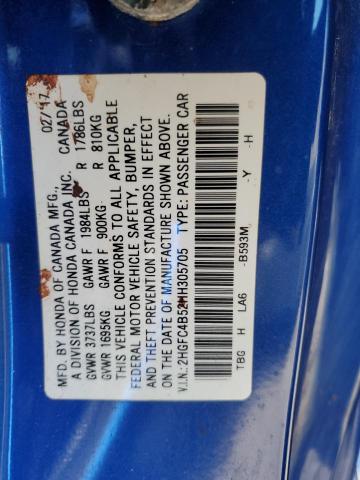 MFD. BY HONDA OF CANADA MFG., 02/17
A DIVISION OF HONDA CANADA INC. CANADA
GVWR 3737LBS GAWR F 1984LBS R 1786LBS
GVWR 1695KG GAWR F 900KG R 810KG
THIS VEHICLE CONFORMS TO ALL APPLICABLE
FEDERAL MOTOR VEHICLE SAFETY, BUMPER,
AND THEFT PREVENTION STANDARDS IN EFFECT
ON THE DATE OF MANUFACTURE SHOWN ABOVE.
V.I.N.: 2HGFC4B52HH305705 TYPE: PASSENGER CAR
TBG H LA6 -B593M -Y -H